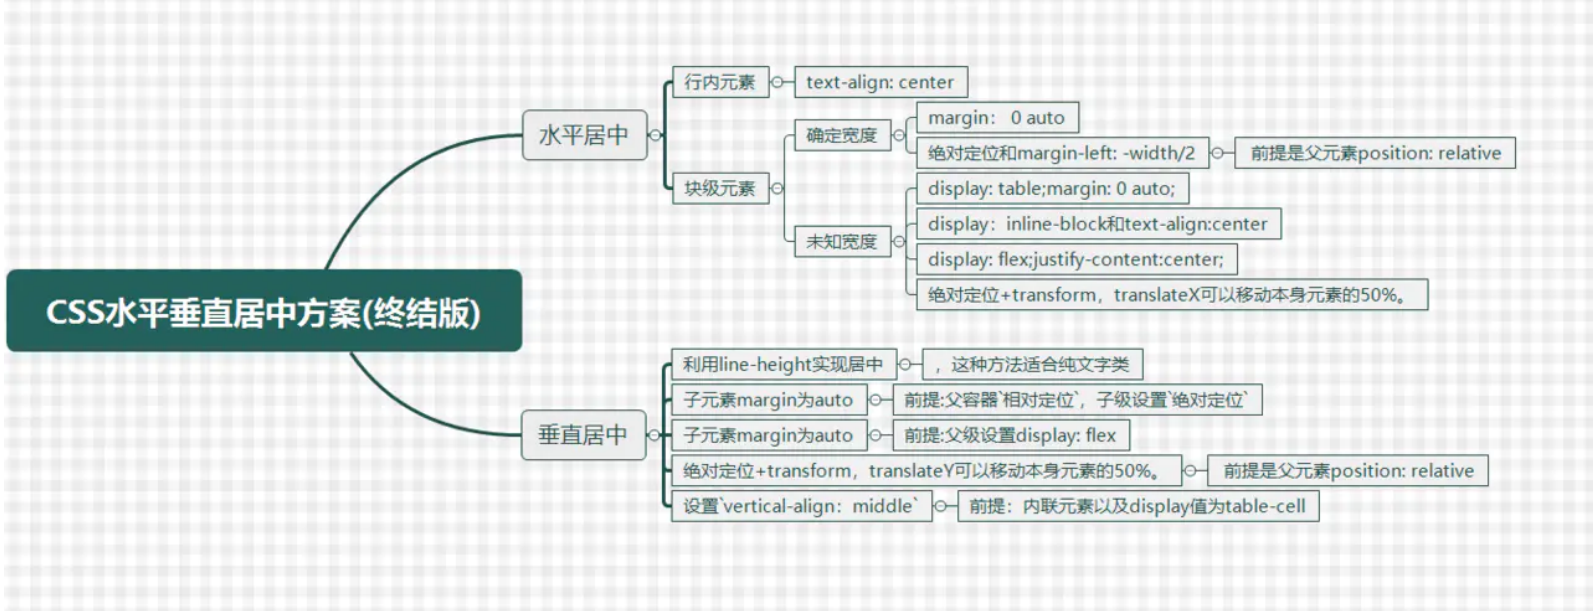 CSS水平垂直居中方案(终结版)
水平居中
行内元素
text-align: center
块级元素
确定宽度
margin： 0 auto
绝对定位和margin-left: -width/2
前提是父元素position: relative
未知宽度
display: table;margin: 0 auto;
display：inline-block和text-align:center
display: flex;justify-content:center;
绝对定位+transform，translateX可以移动本身元素的50%。
垂直居中
利用line-height实现居中
，这种方法适合纯文字类
子元素margin为auto
前提:父容器`相对定位`，子级设置`绝对定位`
子元素margin为auto
前提:父级设置display: flex
绝对定位+transform，translateY可以移动本身元素的50%。
前提是父元素position: relative
设置`vertical-align：middle`
前提：内联元素以及display值为table-cell